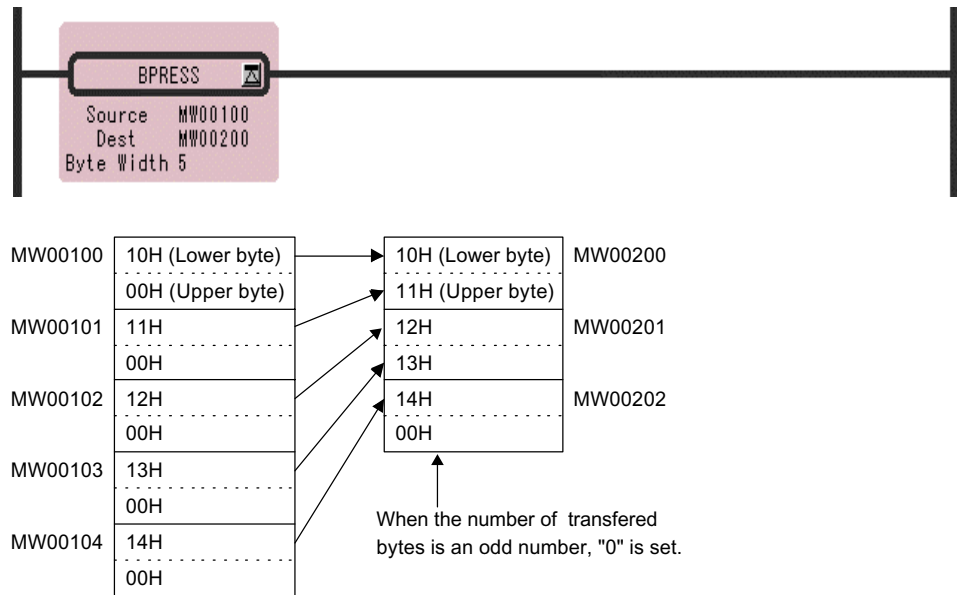 BPRESS
Source MW00100
Dest MW00200
Byte Width 5
MW00100 10H (Lower byte) 10H (Lower byte) MW00200
00H (Upper byte) 11H (Upper byte)
MW00101 11H 12H MW00201
00H 13H
MW00102 12H 14H MW00202
00H 00H
MW00103 13H
00H
When the number of transfered
MW00104 14H bytes is an odd number, "0" is set.
00H